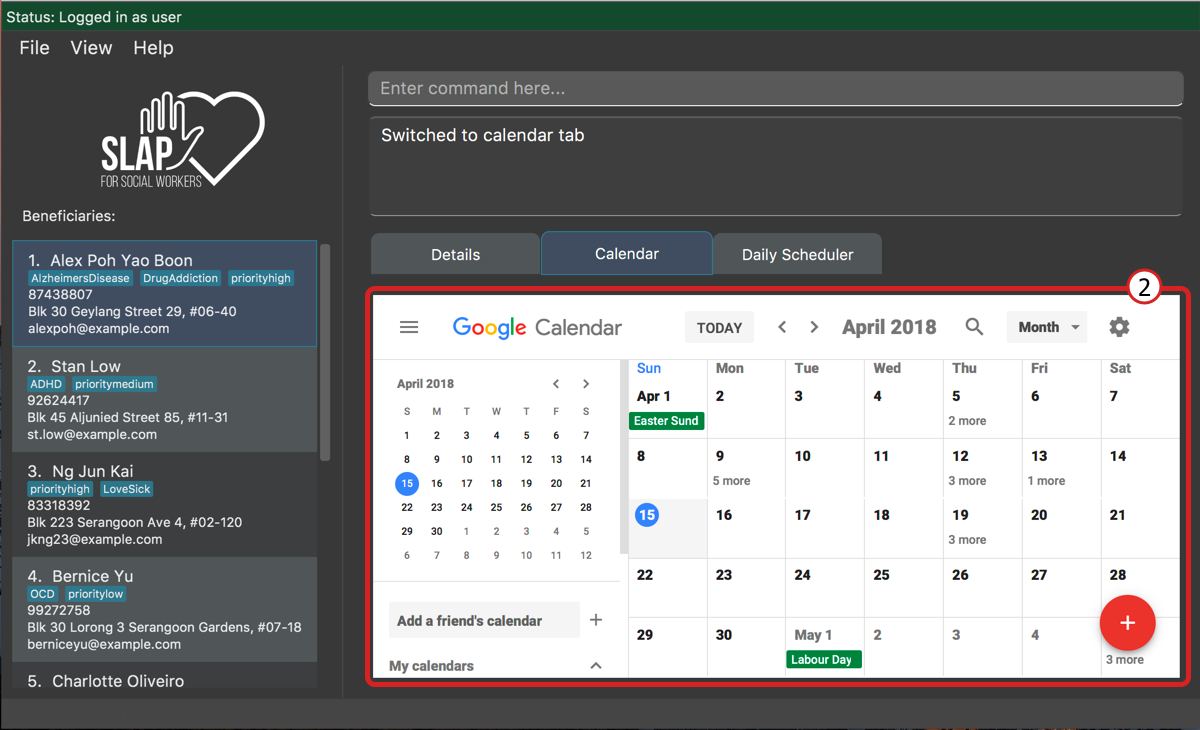 Status: Logged in as user
File View Help
SLAP
FOR SOCIAL WORKERS
Beneficiaries:
1. Alex Poh Yao Boon
AlzheimersDisease DrugAddiction priorityhigh
87438807
Blk 30 Geylang Street 29, #06-40
alexpoh@example.com
2. Stan Low
ADHD prioritymedium
92624417
Blk 45 Aljunied Street 85, #11-31
st.low@example.com
3. Ng Jun Kai
priorityhigh LoveSick
83318392
Blk 223 Serangoon Ave 4, #02-120
jkng23@example.com
4. Bernice Yu
OCD prioritylow
99272758
Blk 30 Lorong 3 Serangoon Gardens, #07-18
berniceyu@example.com
5. Charlotte Oliveiro
Enter command here...
Switched to calendar tab
Details Calendar Daily Scheduler
2
Google Calendar TODAY April 2018 Month
April 2018
S M T W T F S
1 2 3 4 5 6 7
8 9 10 11 12 13 14
15 16 17 18 19 20 21
22 23 24 25 26 27 28
29 30 1 2 3 4 5
6 7 8 9 10 11 12
Add a friend's calendar +
My calendars
Sun Mon Tue Wed Thu Fri Sat
Apr 1 2 3 4 5 6 7
Easter Sund 2 more
8 9 10 11 12 13 14
5 more 3 more 1 more
15 16 17 18 19 20 21
3 more
22 23 24 25 26 27 28
+
29 30 May 1 2 3 4
Labour Day 3 more